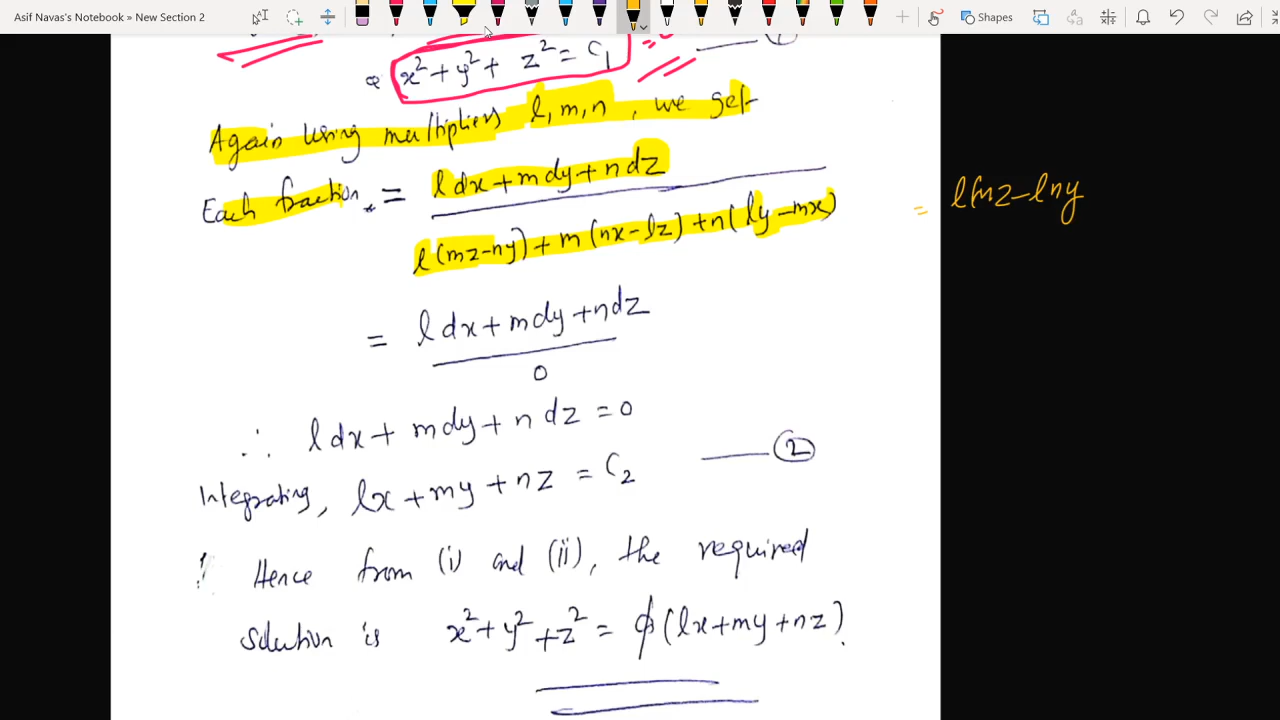 Asif Navas's Notebook » New Section 2
Shapes
x²+y²+ z² = C₁
Again using multipliers l, m, n, we get
Each fraction = l dx + m dy + n dz
l(mz-ny) + m(nx-lz) + n(ly-mx)
= lmz-lny
= l dx + m dy + n dz
0
∴ l dx + m dy + n dz = 0
Integrating, lx + my + nz = C₂ —— ②
Hence from (i) and (ii), the required
solution is x²+y²+z² = ϕ(lx+my+nz).